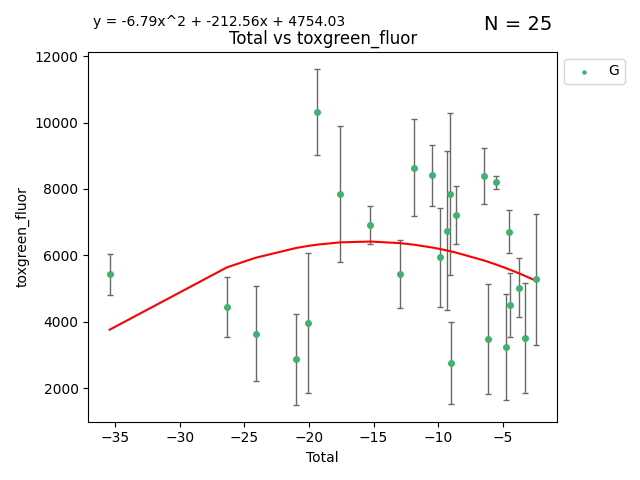 y = -6.79x^2 + -212.56x + 4754.03
N = 25
Total vs toxgreen_fluor
G
12000
10000
8000
6000
4000
2000
toxgreen_fluor
−35 −30 −25 −20 −15 −10 −5
Total